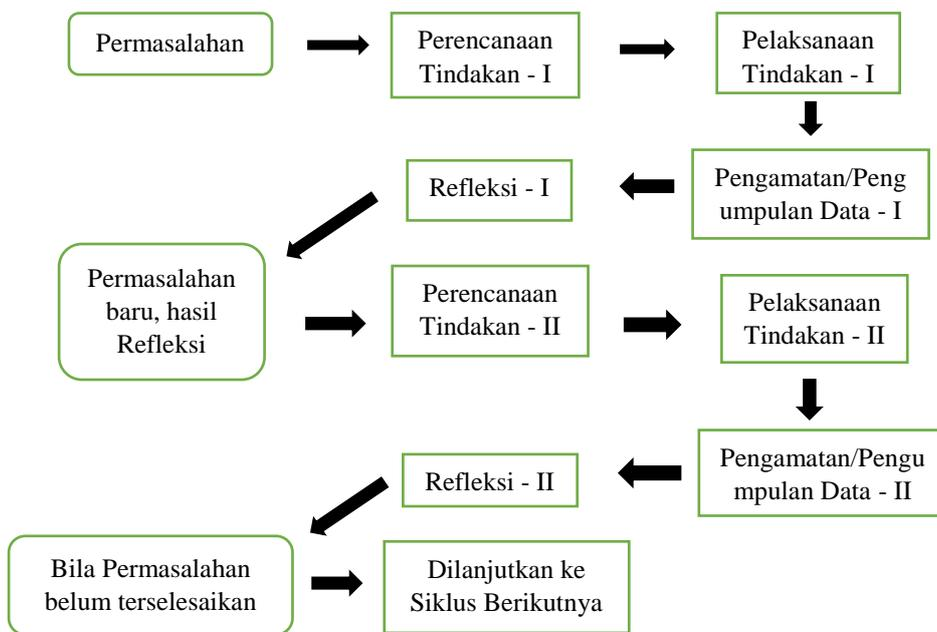 Permasalahan
Perencanaan
Tindakan - I
Pelaksanaan
Tindakan - I
Pengamatan/Peng
umpulan Data - I
Refleksi - I
Permasalahan
baru, hasil
Refleksi
Perencanaan
Tindakan - II
Pelaksanaan
Tindakan - II
Pengamatan/Pengu
mpulan Data - II
Refleksi - II
Bila Permasalahan
belum terselesaikan
Dilanjutkan ke
Siklus Berikutnya